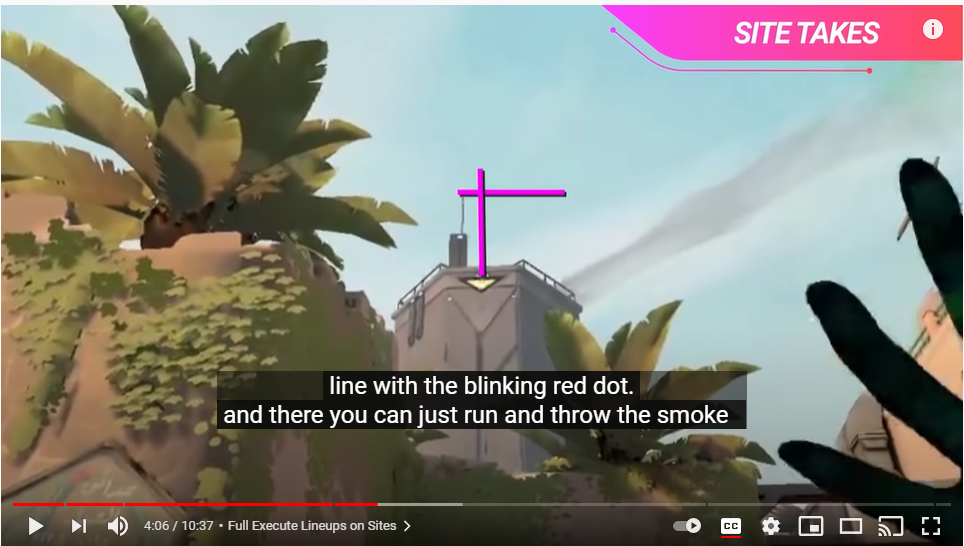 SITE TAKES
line with the blinking red dot.
and there you can just run and throw the smoke
4:06 / 10:37 • Full Execute Lineups on Sites
CC